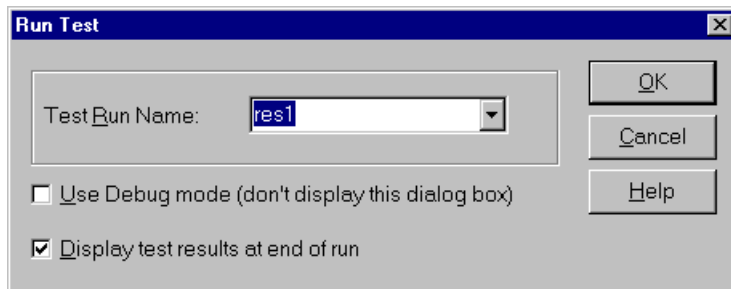 Run Test
Test Run Name:
res1
OK
Cancel
Help
Use Debug mode (don't display this dialog box)
Display test results at end of run